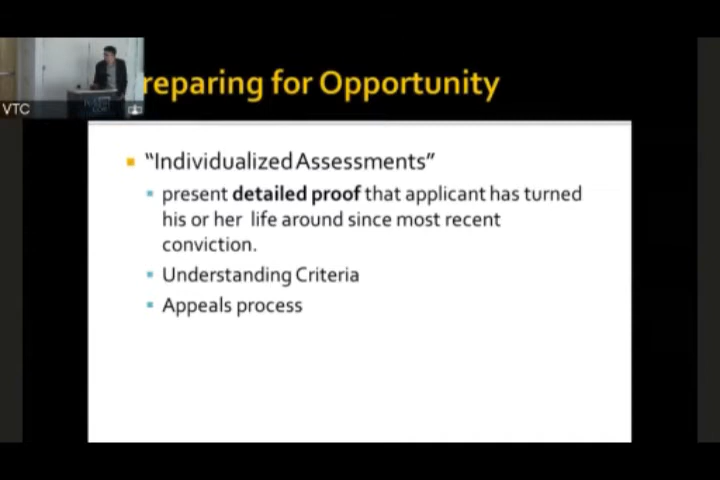 reparing for Opportunity
VTC
"Individualized Assessments"
present detailed proof that applicant has turned
his or her life around since most recent
conviction.
Understanding Criteria
Appeals process